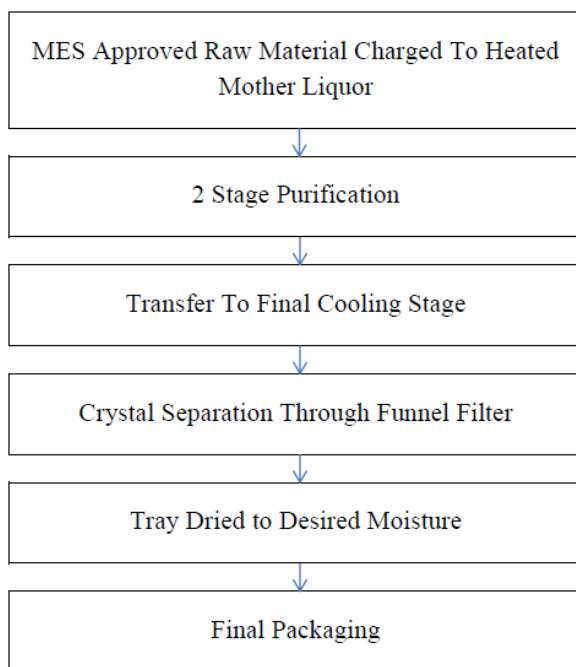 MES Approved Raw Material Charged To Heated
Mother Liquor
2 Stage Purification
Transfer To Final Cooling Stage
Crystal Separation Through Funnel Filter
Tray Dried to Desired Moisture
Final Packaging